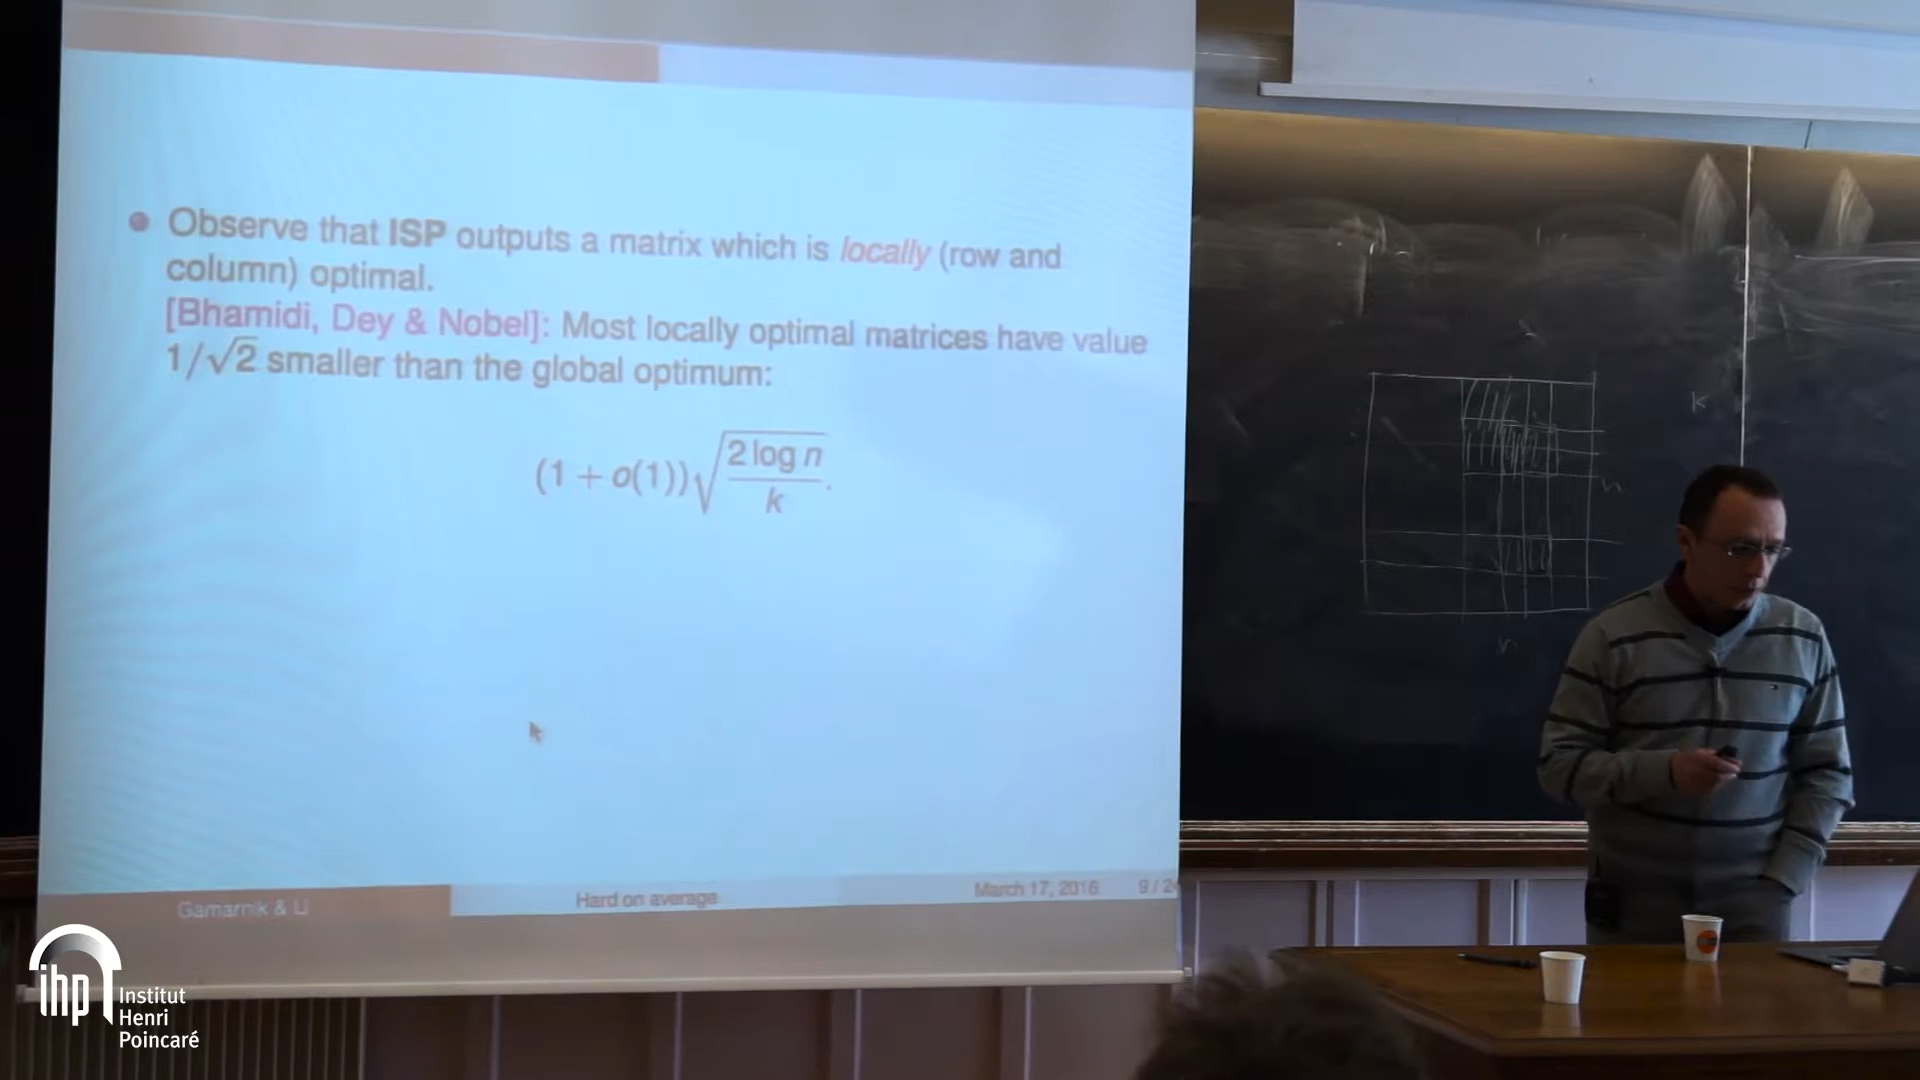 Observe that ISP outputs a matrix which is locally (row and
column) optimal.
[Bhamidi, Dey & Nobel]: Most locally optimal matrices have value
1/√2 smaller than the global optimum:
(1 + o(1))√(2 log n / k).
Gamarnik & Li
Hard on average
March 17, 2016
9 / 2
K
n
n
ihp
Institut
Henri
Poincaré